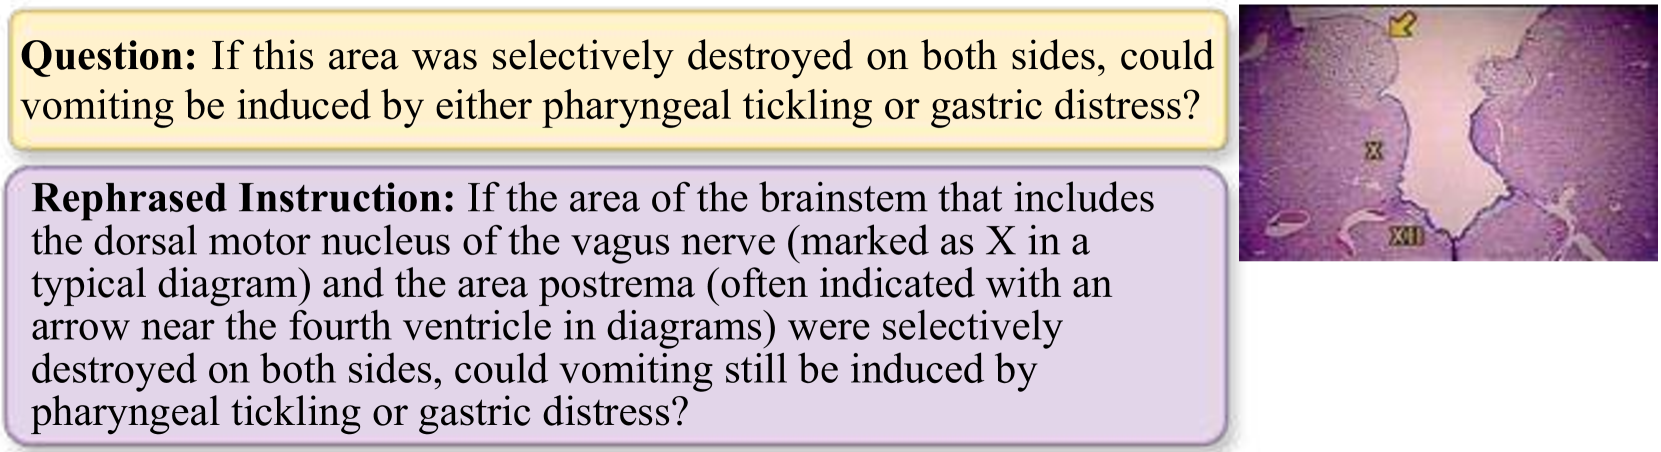 Question: If this area was selectively destroyed on both sides, could
vomiting be induced by either pharyngeal tickling or gastric distress?
Rephrased Instruction: If the area of the brainstem that includes
the dorsal motor nucleus of the vagus nerve (marked as X in a
typical diagram) and the area postrema (often indicated with an
arrow near the fourth ventricle in diagrams) were selectively
destroyed on both sides, could vomiting still be induced by
pharyngeal tickling or gastric distress?
X
XII